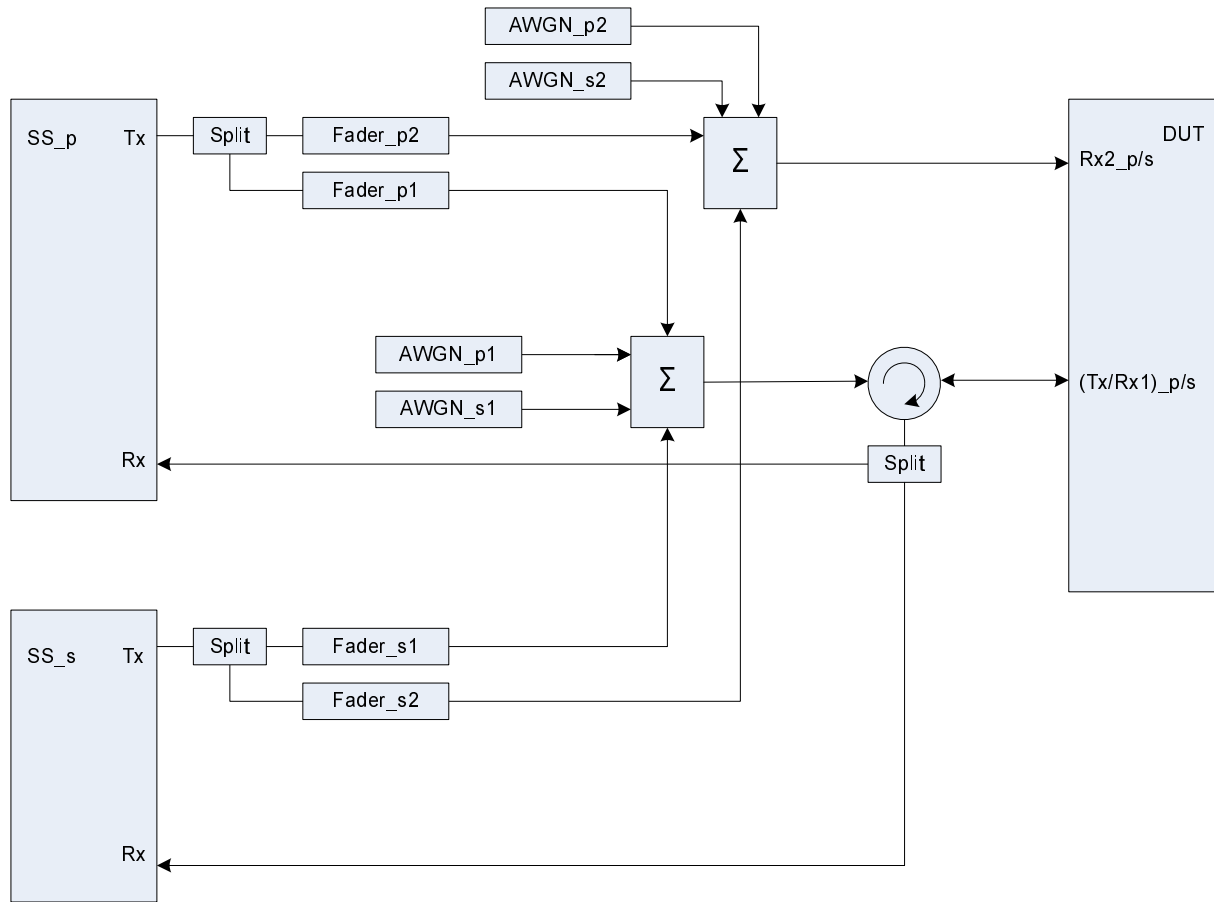 AWGN_p2
AWGN_s2
SS_p
Tx
Split
Fader_p2
Σ
DUT
Rx2_p/s
Fader_p1
AWGN_p1
Σ
(Tx/Rx1)_p/s
AWGN_s1
Rx
Split
SS_s
Tx
Split
Fader_s1
Fader_s2
Rx